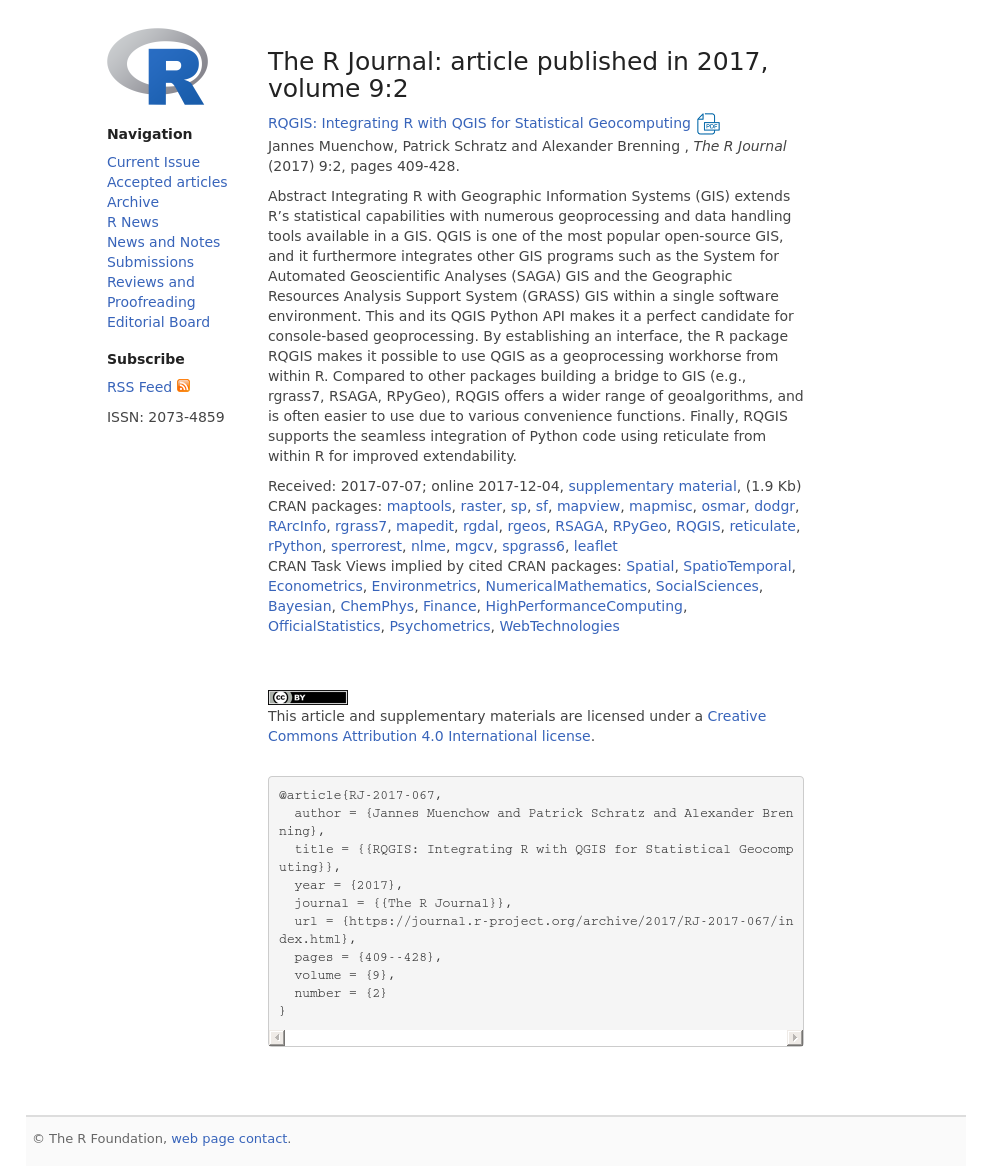 R
Navigation
Current Issue
Accepted articles
Archive
R News
News and Notes
Submissions
Reviews and
Proofreading
Editorial Board
Subscribe
RSS Feed
ISSN: 2073-4859
The R Journal: article published in 2017,
volume 9:2
RQGIS: Integrating R with QGIS for Statistical Geocomputing PDF
Jannes Muenchow, Patrick Schratz and Alexander Brenning , The R Journal
(2017) 9:2, pages 409-428.
Abstract Integrating R with Geographic Information Systems (GIS) extends
R’s statistical capabilities with numerous geoprocessing and data handling
tools available in a GIS. QGIS is one of the most popular open-source GIS,
and it furthermore integrates other GIS programs such as the System for
Automated Geoscientific Analyses (SAGA) GIS and the Geographic
Resources Analysis Support System (GRASS) GIS within a single software
environment. This and its QGIS Python API makes it a perfect candidate for
console-based geoprocessing. By establishing an interface, the R package
RQGIS makes it possible to use QGIS as a geoprocessing workhorse from
within R. Compared to other packages building a bridge to GIS (e.g.,
rgrass7, RSAGA, RPyGeo), RQGIS offers a wider range of geoalgorithms, and
is often easier to use due to various convenience functions. Finally, RQGIS
supports the seamless integration of Python code using reticulate from
within R for improved extendability.
Received: 2017-07-07; online 2017-12-04, supplementary material, (1.9 Kb)
CRAN packages: maptools, raster, sp, sf, mapview, mapmisc, osmar, dodgr,
RArcInfo, rgrass7, mapedit, rgdal, rgeos, RSAGA, RPyGeo, RQGIS, reticulate,
rPython, sperrorest, nlme, mgcv, spgrass6, leaflet
CRAN Task Views implied by cited CRAN packages: Spatial, SpatioTemporal,
Econometrics, Environmetrics, NumericalMathematics, SocialSciences,
Bayesian, ChemPhys, Finance, HighPerformanceComputing,
OfficialStatistics, Psychometrics, WebTechnologies
cc BY
This article and supplementary materials are licensed under a Creative
Commons Attribution 4.0 International license.
@article{RJ-2017-067,
  author = {Jannes Muenchow and Patrick Schratz and Alexander Bren
ning},
  title = {{RQGIS: Integrating R with QGIS for Statistical Geocomp
uting}},
  year = {2017},
  journal = {{The R Journal}},
  url = {https://journal.r-project.org/archive/2017/RJ-2017-067/in
dex.html},
  pages = {409--428},
  volume = {9},
  number = {2}
}
© The R Foundation, web page contact.